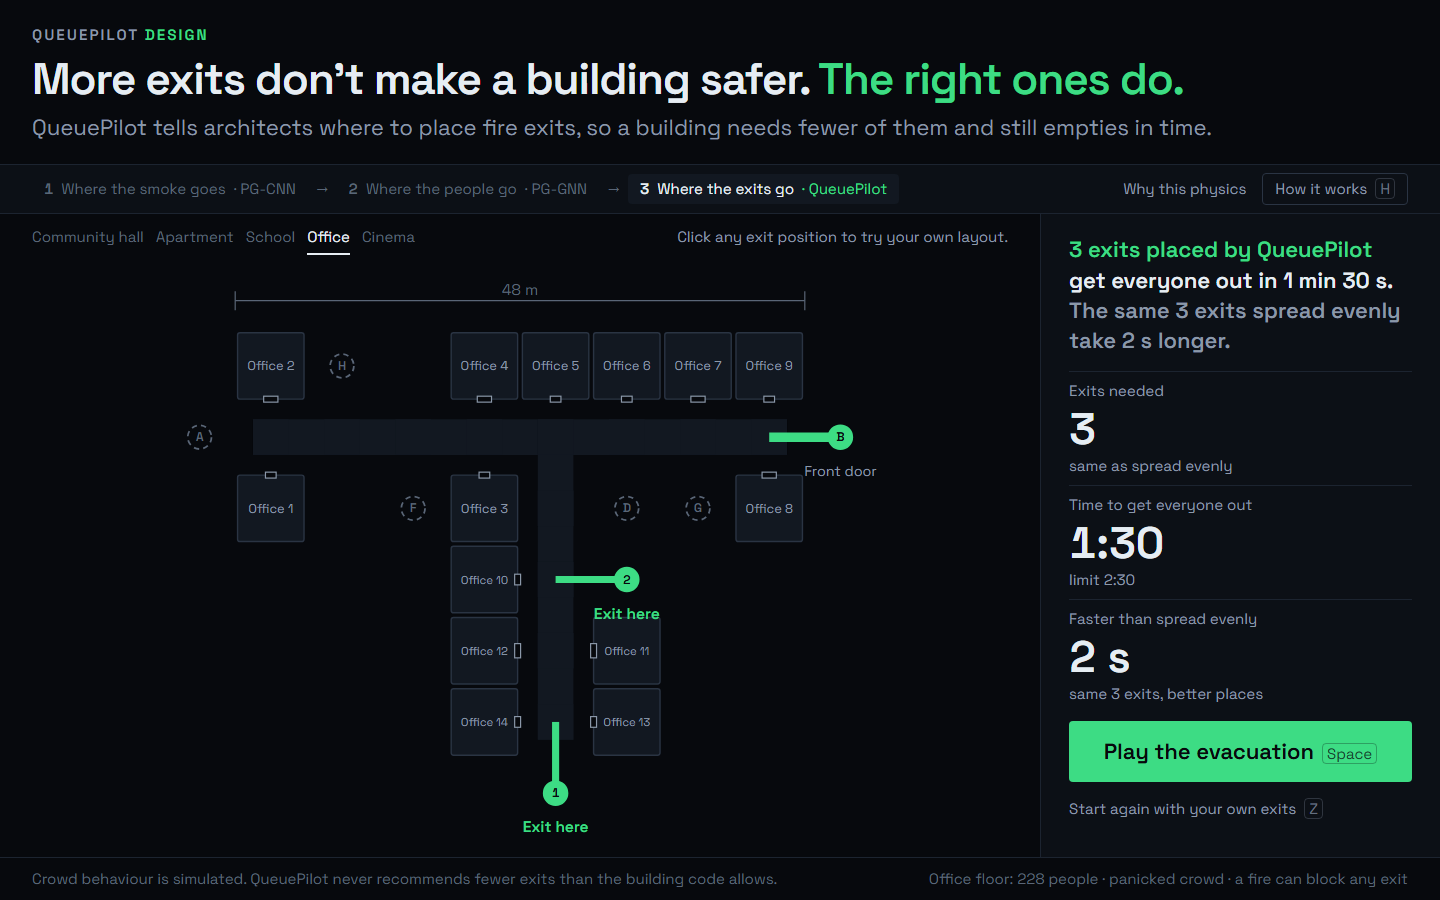 QUEUEPILOT DESIGN
More exits don't make a building safer. The right ones do.
QueuePilot tells architects where to place fire exits, so a building needs fewer of them and still empties in time.
1 Where the smoke goes · PG-CNN → 2 Where the people go · PG-GNN → 3 Where the exits go · QueuePilot
Why this physics
How it works H
Community hall Apartment School Office Cinema
Click any exit position to try your own layout.
48 m
Office 2
H
Office 4
Office 5
Office 6
Office 7
Office 9
A
B
Front door
Office 1
F
Office 3
D
G
Office 8
Office 10
2
Exit here
Office 12
Office 11
Office 14
Office 13
1
Exit here
3 exits placed by QueuePilot
get everyone out in 1 min 30 s.
The same 3 exits spread evenly
take 2 s longer.
Exits needed
3
same as spread evenly
Time to get everyone out
1:30
limit 2:30
Faster than spread evenly
2 s
same 3 exits, better places
Play the evacuation Space
Start again with your own exits Z
Crowd behaviour is simulated. QueuePilot never recommends fewer exits than the building code allows.
Office floor: 228 people · panicked crowd · a fire can block any exit